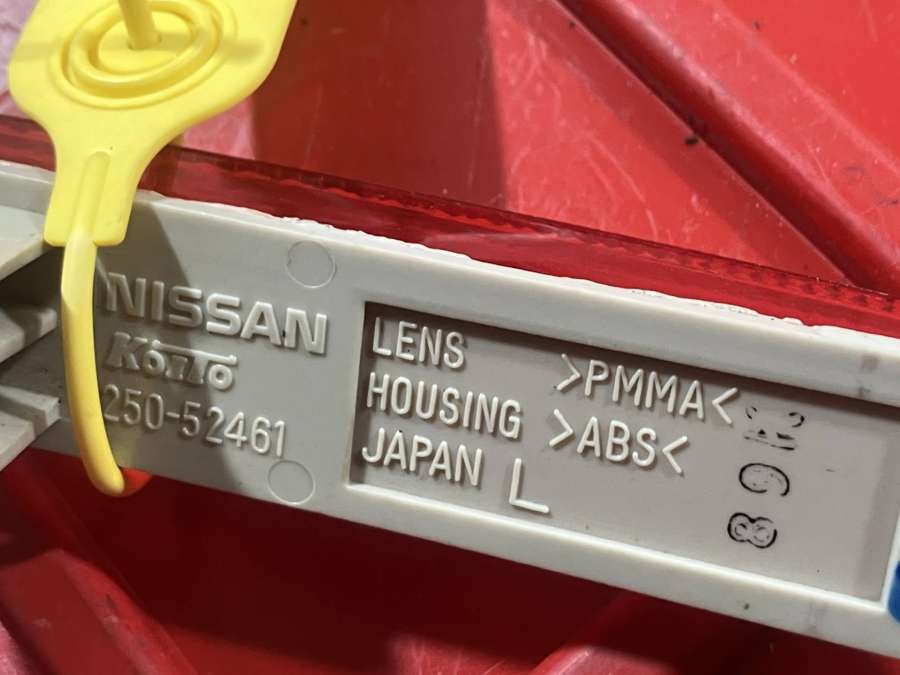 NISSAN
Koito
250-52461
LENS >PMMA<
HOUSING >ABS<
JAPAN L